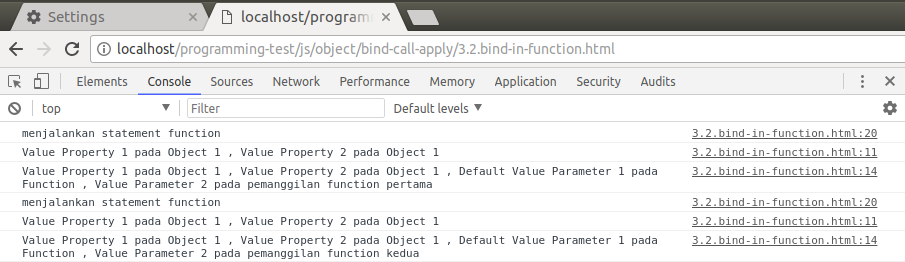 Settings
localhost/programm
localhost/programming-test/js/object/bind-call-apply/3.2.bind-in-function.html
Elements Console Sources Network Performance Memory Application Security Audits
top Filter Default levels
menjalankan statement function 3.2.bind-in-function.html:20
Value Property 1 pada Object 1 , Value Property 2 pada Object 1 3.2.bind-in-function.html:11
Value Property 1 pada Object 1 , Value Property 2 pada Object 1 , Default Value Parameter 1 pada 3.2.bind-in-function.html:14
Function , Value Parameter 2 pada pemanggilan function pertama
menjalankan statement function 3.2.bind-in-function.html:20
Value Property 1 pada Object 1 , Value Property 2 pada Object 1 3.2.bind-in-function.html:11
Value Property 1 pada Object 1 , Value Property 2 pada Object 1 , Default Value Parameter 1 pada 3.2.bind-in-function.html:14
Function , Value Parameter 2 pada pemanggilan function kedua